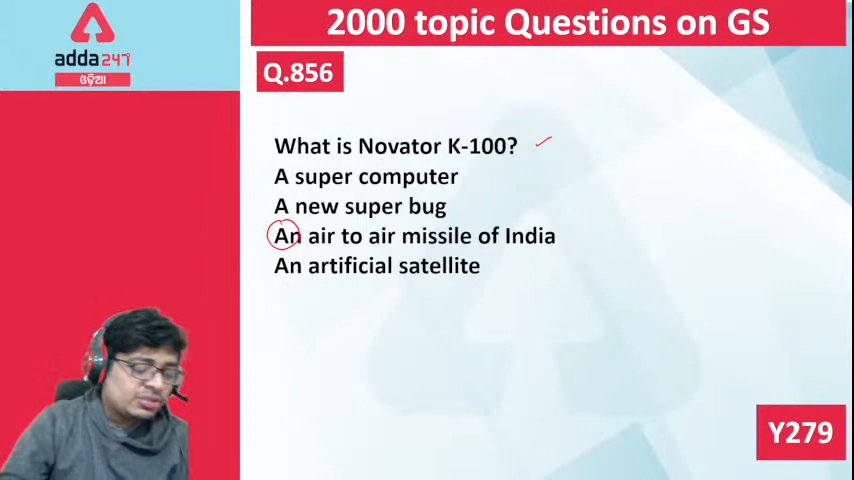 2000 topic Questions on GS
adda247
ଓଡ଼ିଆ
Q.856
What is Novator K-100?
A super computer
A new super bug
An air to air missile of India
An artificial satellite
Y279